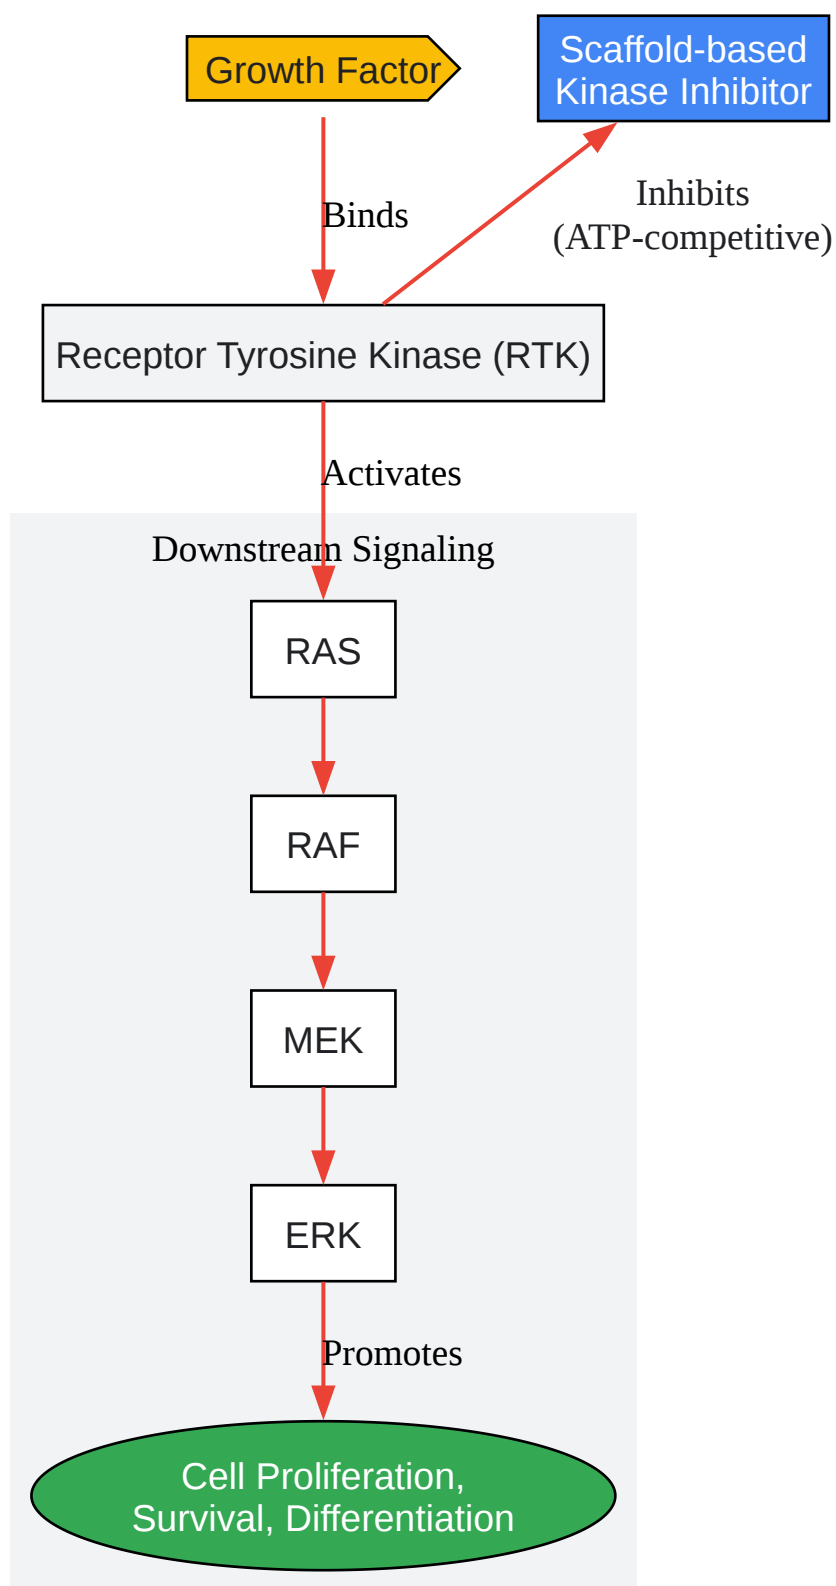 Growth Factor
Scaffold-based
Kinase Inhibitor
Binds
Inhibits
(ATP-competitive)
Receptor Tyrosine Kinase (RTK)
Activates
Downstream Signaling
RAS
RAF
MEK
ERK
Promotes
Cell Proliferation,
Survival, Differentiation